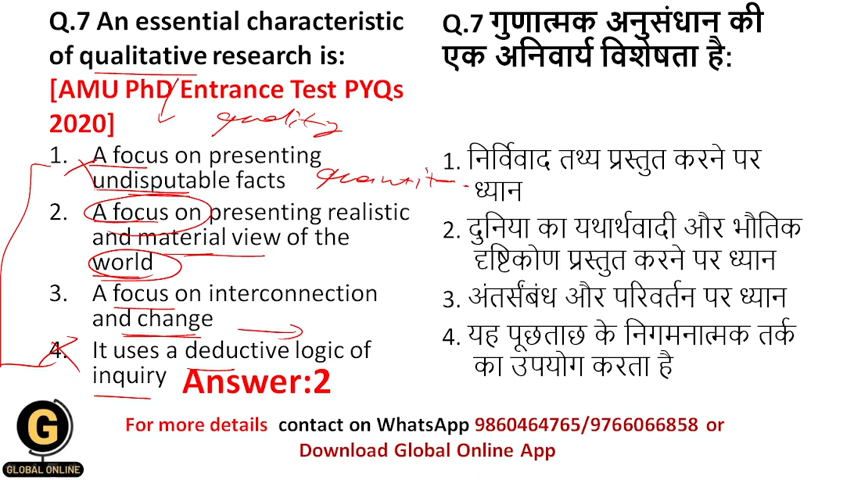 Q.7 An essential characteristic
of qualitative research is:
[AMU PhD Entrance Test PYQs
2020]
quality
1. A focus on presenting
undisputable facts
2. A focus on presenting realistic
and material view of the
world
3. A focus on interconnection
and change
4. It uses a deductive logic of
inquiry Answer:2
Q.7 गुणात्मक अनुसंधान की
एक अनिवार्य विशेषता है:
1. निर्विवाद तथ्य प्रस्तुत करने पर
ध्यान
2. दुनिया का यथार्थवादी और भौतिक
दृष्टिकोण प्रस्तुत करने पर ध्यान
3. अंतर्संबंध और परिवर्तन पर ध्यान
4. यह पूछताछ के निगमनात्मक तर्क
का उपयोग करता है
G
GLOBAL ONLINE
For more details contact on WhatsApp 9860464765/9766066858 or
Download Global Online App